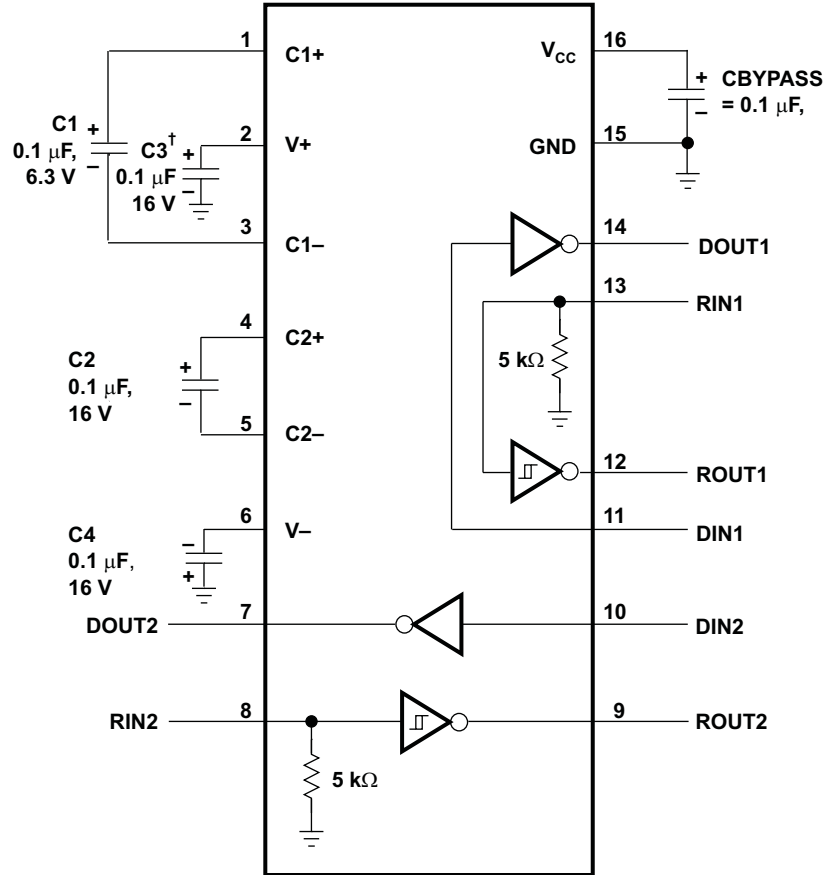 1
C1+
VCC
16
+
CBYPASS
= 0.1 μF,
–
C1
0.1 μF,
6.3 V
+
–
2
V+
C3†
0.1 μF
16 V
+
–
15
GND
3
C1–
14
DOUT1
13
RIN1
4
C2+
5 kΩ
C2
0.1 μF,
16 V
+
–
5
C2–
12
ROUT1
11
DIN1
6
V–
C4
0.1 μF,
16 V
–
+
DOUT2
7
10
DIN2
RIN2
8
9
ROUT2
5 kΩ